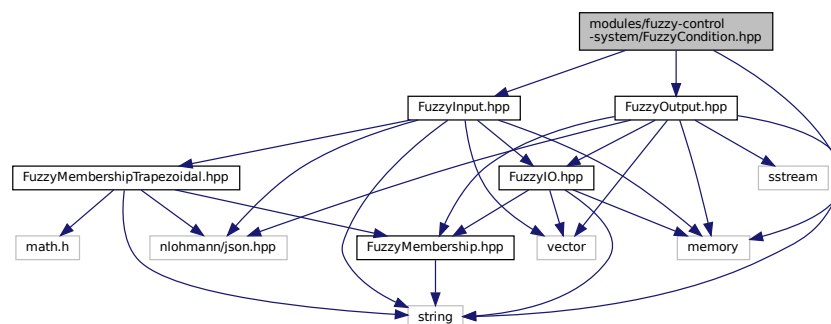 modules/fuzzy-control
-system/FuzzyCondition.hpp
FuzzyInput.hpp
FuzzyOutput.hpp
FuzzyMembershipTrapezoidal.hpp
FuzzyIO.hpp
sstream
math.h
nlohmann/json.hpp
FuzzyMembership.hpp
vector
memory
string